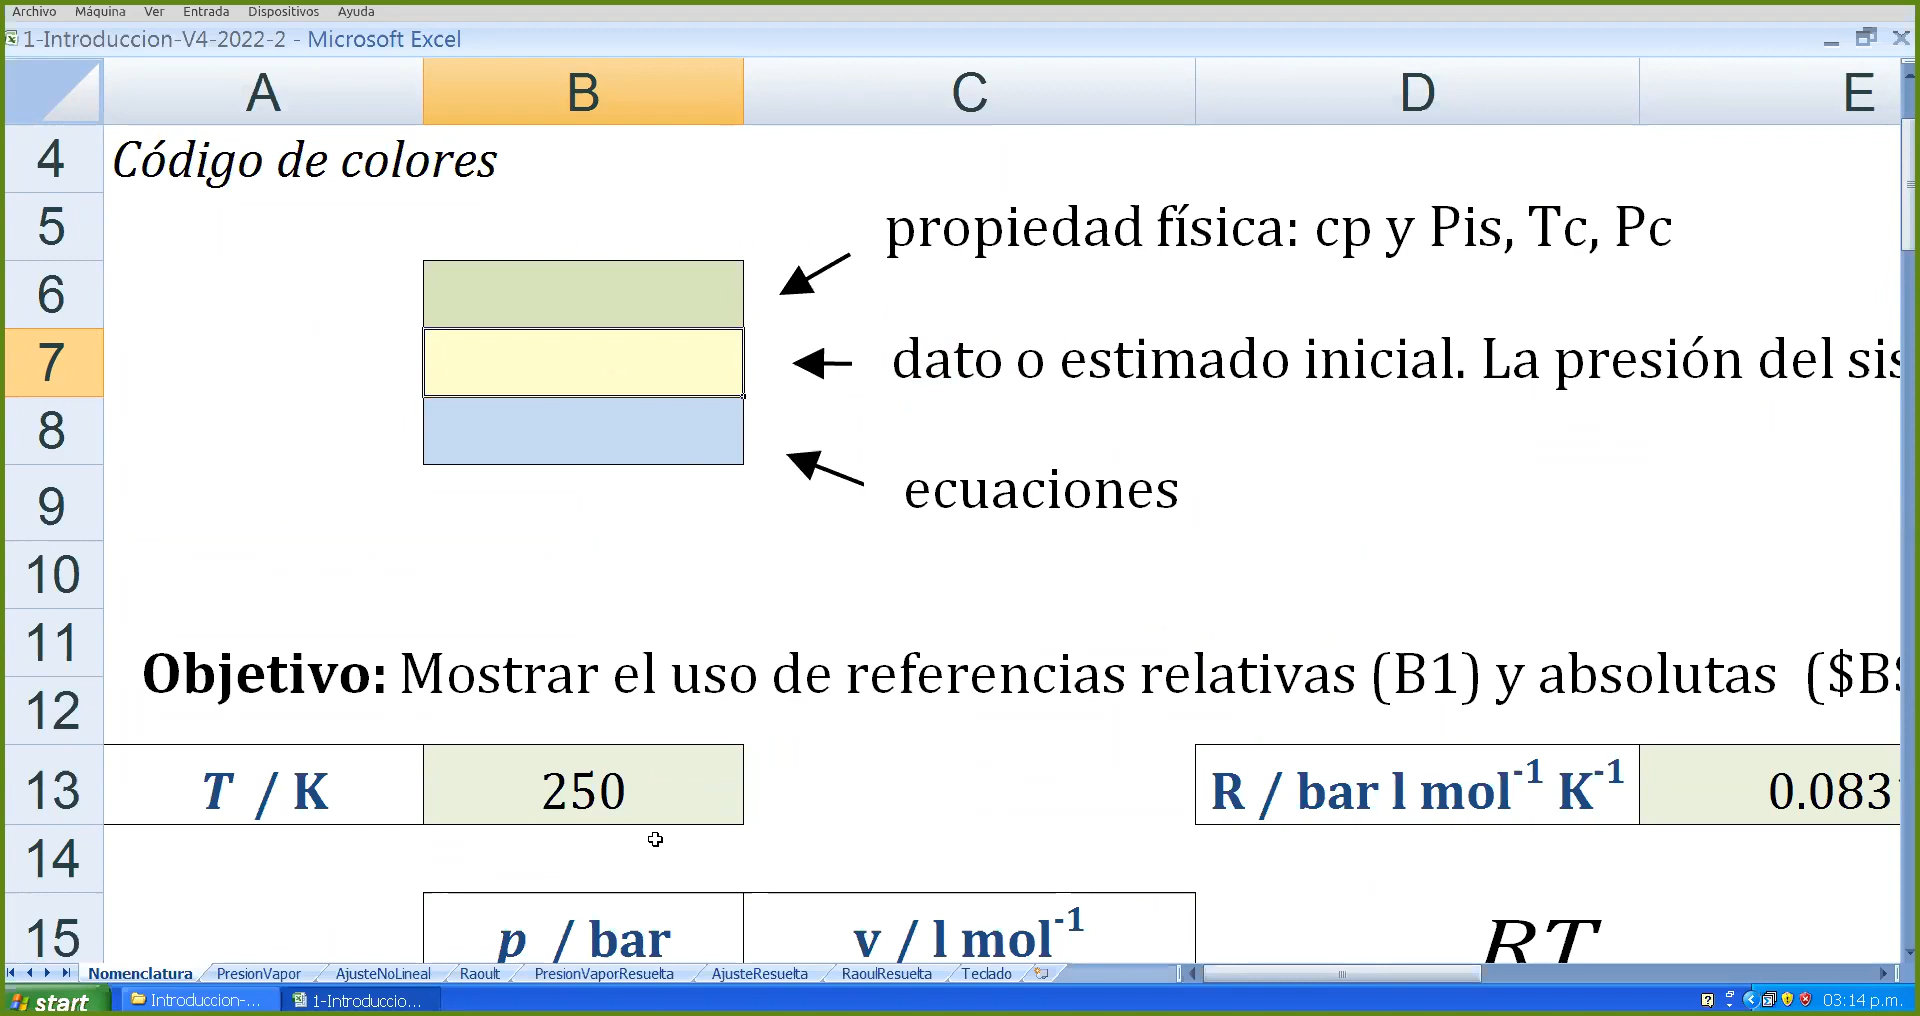 Archivo Máquina Ver Entrada Dispositivos Ayuda
1-Introduccion-V4-2022-2 - Microsoft Excel
A B C D E
4 Código de colores
5 propiedad física: cp y Pis, Tc, Pc
6
7 dato o estimado inicial. La presión del sis
8
9 ecuaciones
10
11
Objetivo: Mostrar el uso de referencias relativas (B1) y absolutas ($B$
12
13 T / K 250 R / bar l mol⁻¹ K⁻¹ 0.083
14
15 p / bar v / l mol⁻¹ RT
Nomenclatura PresionVapor AjusteNoLineal Raoult PresionVaporResuelta AjusteResuelta RaoulResuelta Teclado
start Introduccion-... 1-Introduccio... 03:14 p.m.